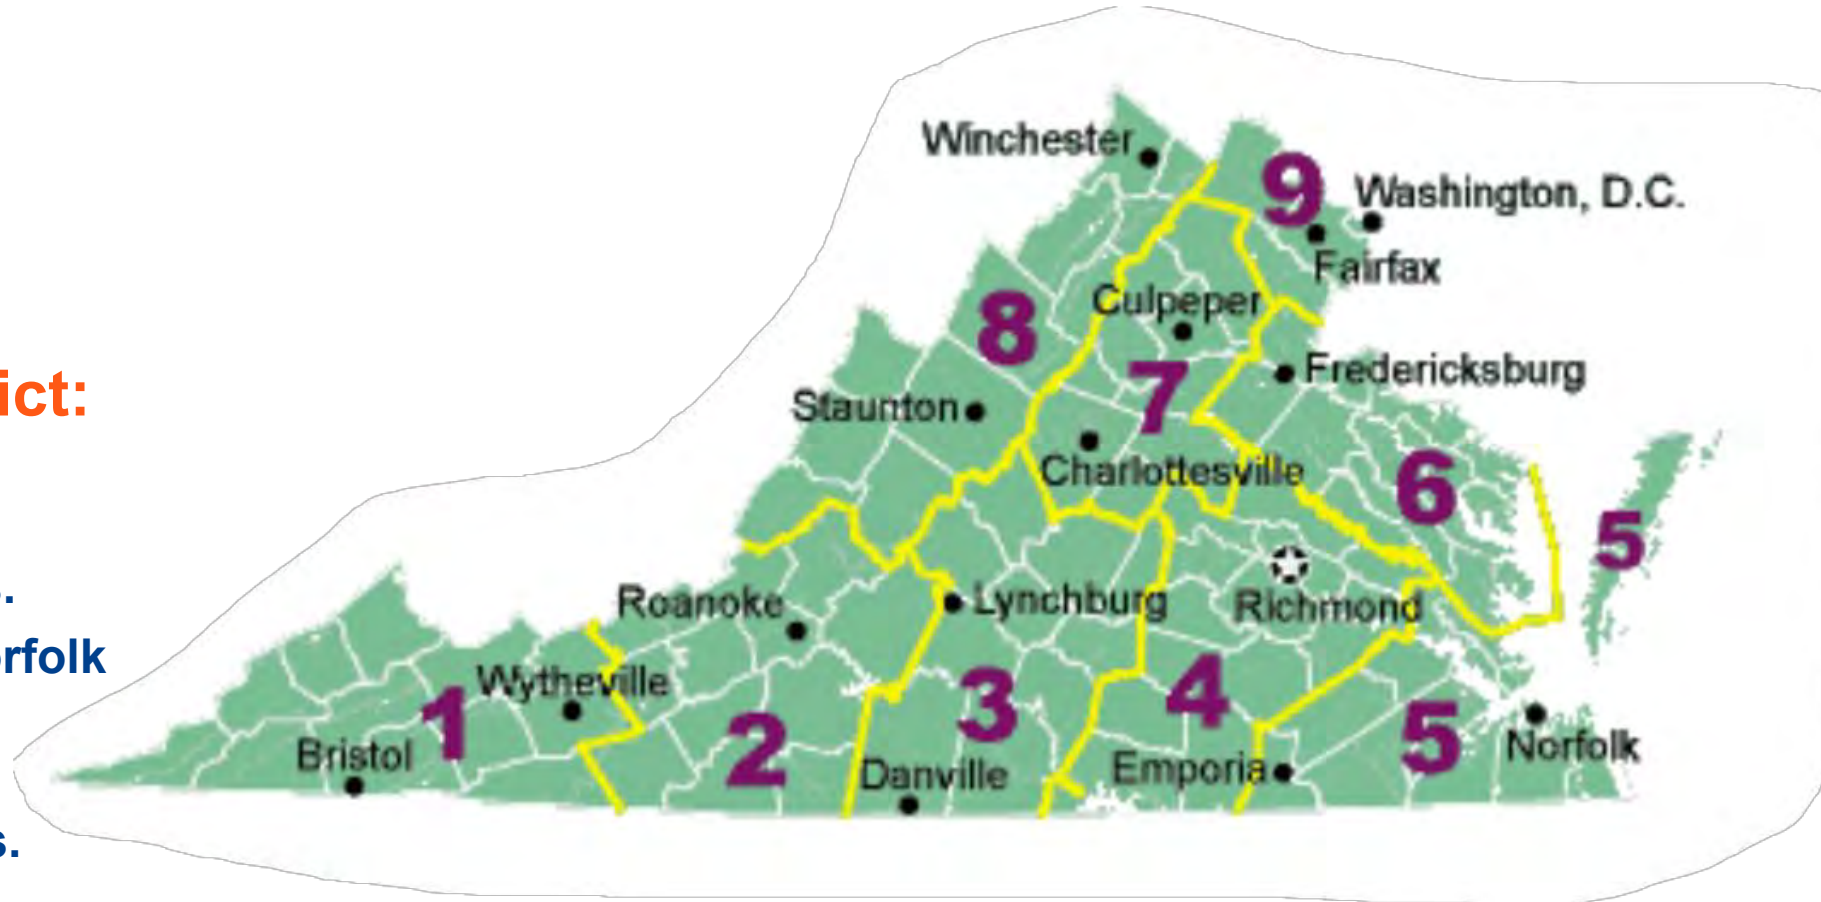 Winchester
9
Washington, D.C.
Fairfax
8
Culpeper
7
Fredericksburg
ict:
Staunton
Charlottesville
6
5
.
Roanoke
Lynchburg
Richmond
rfolk
Wytheville
1
2
3
4
5
Norfolk
Bristol
Danville
Emporia
s.